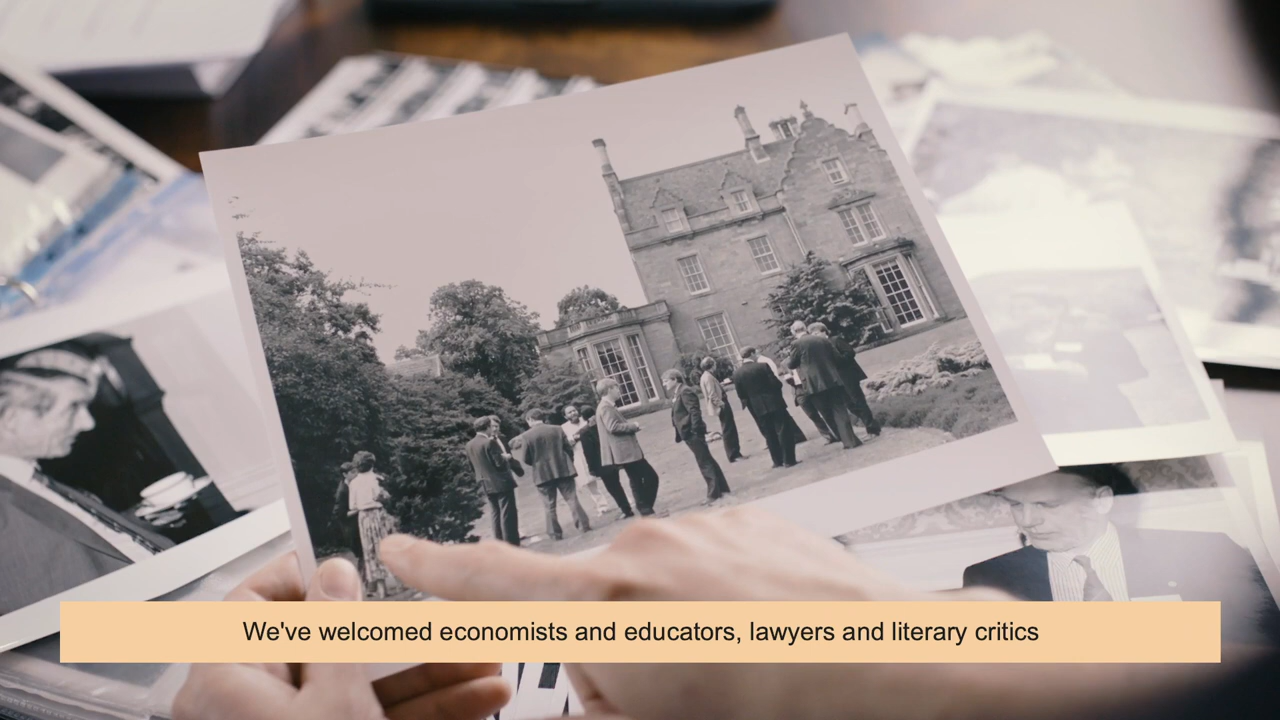 We've welcomed economists and educators, lawyers and literary critics